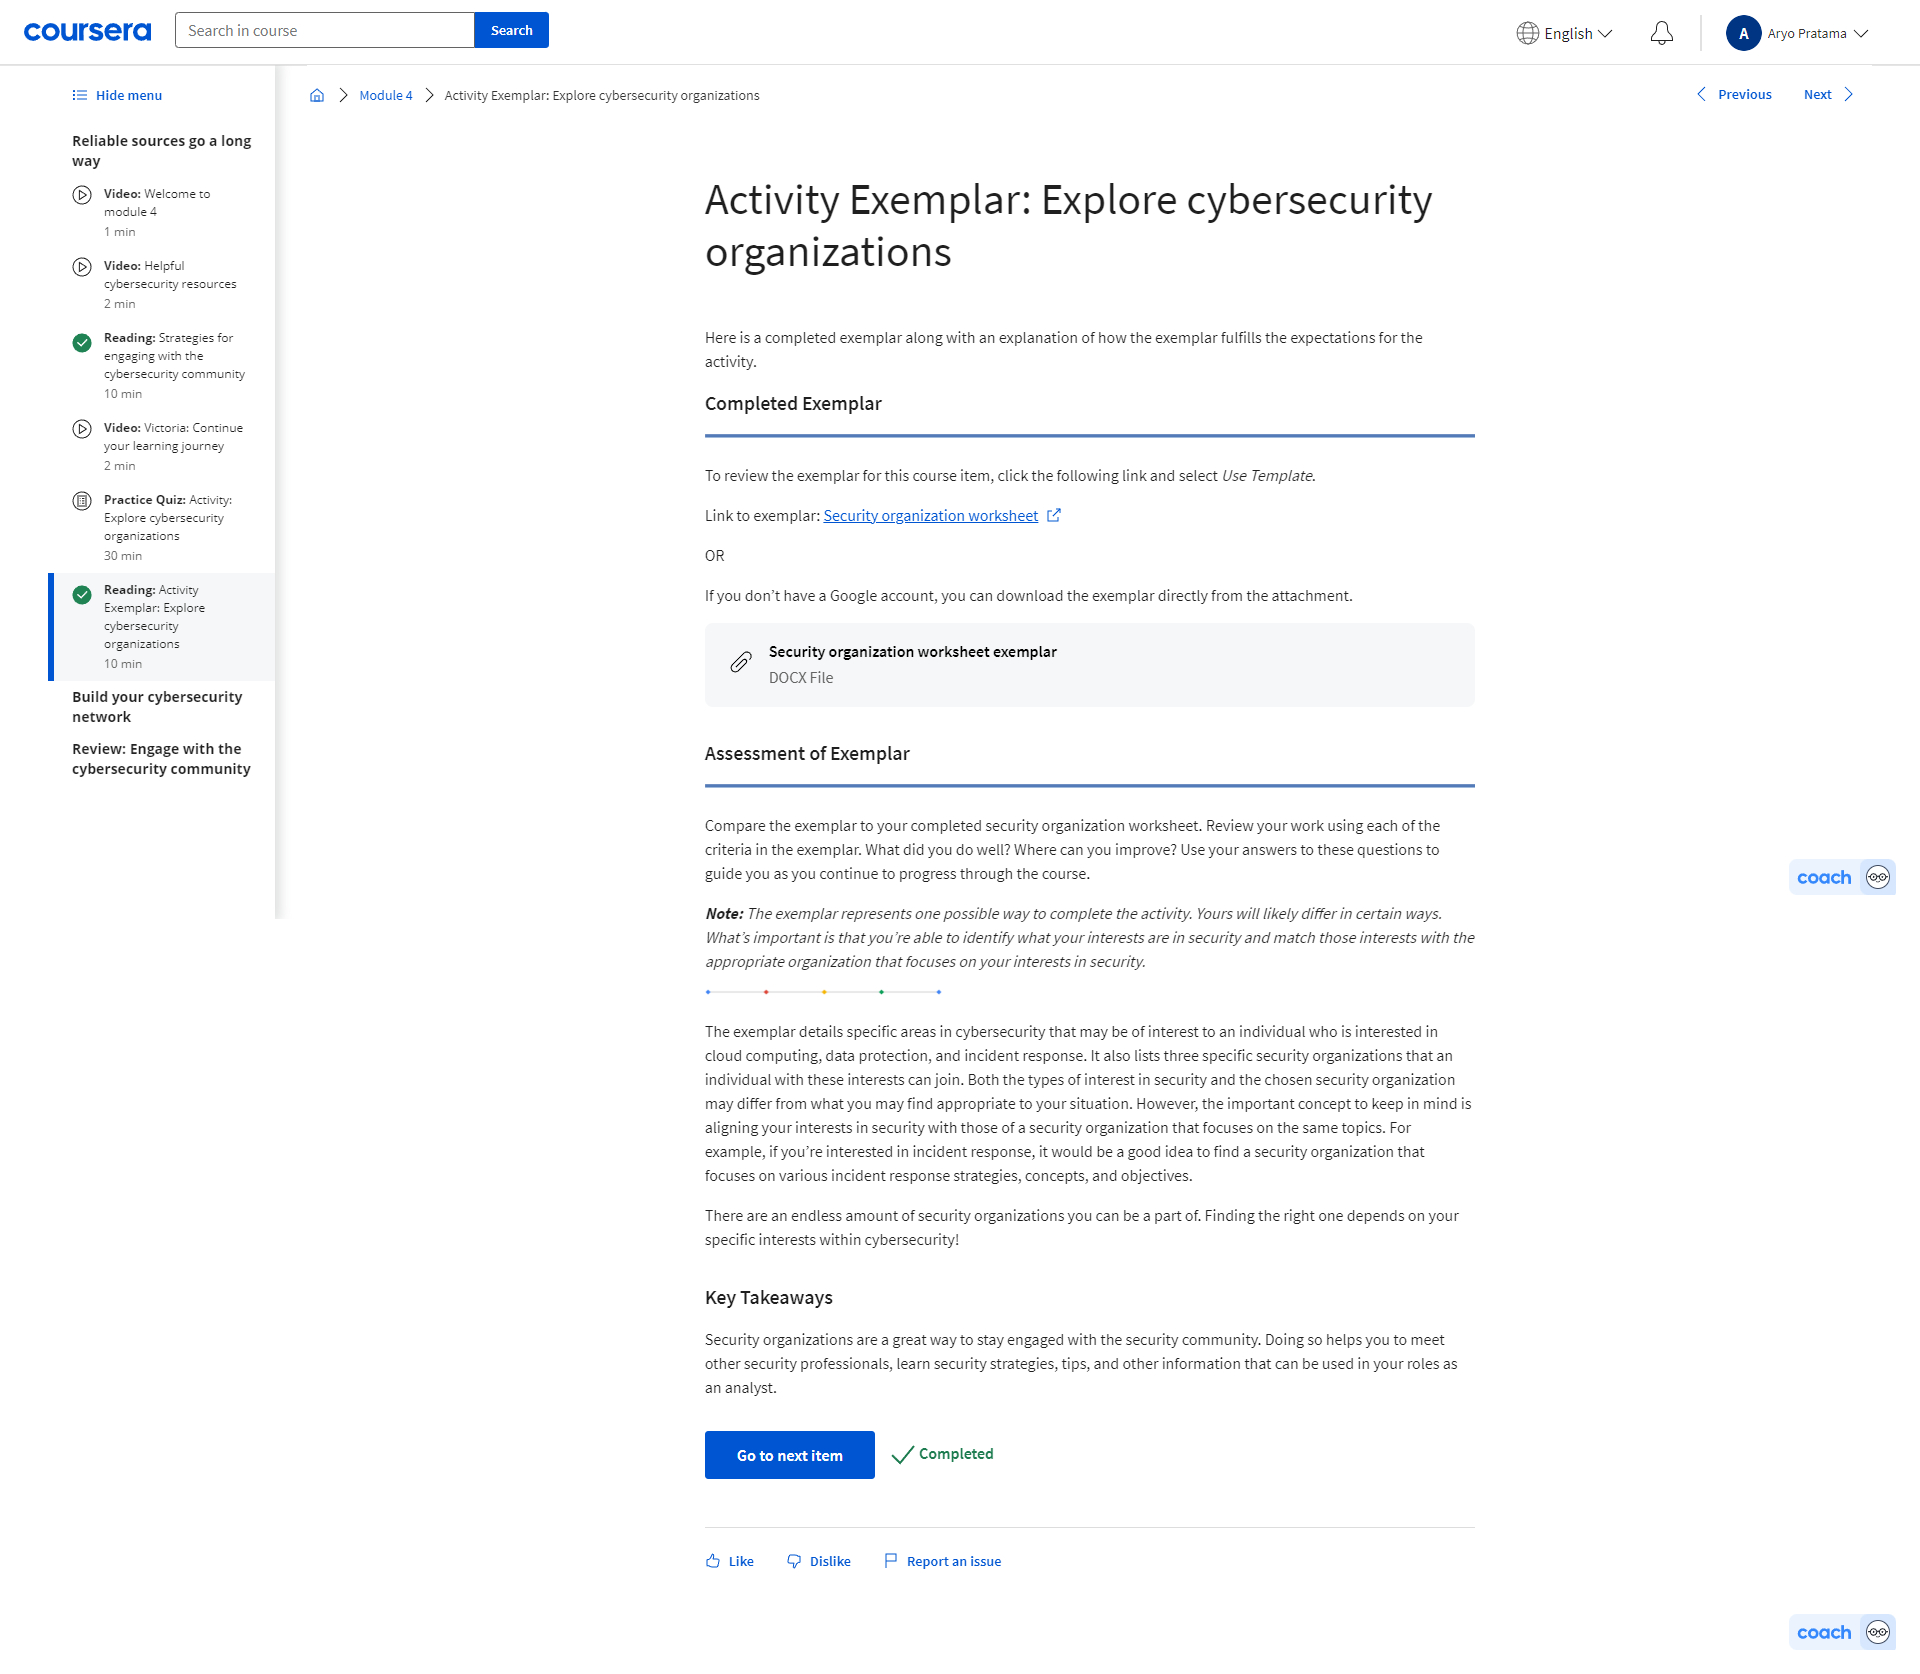 coursera
Search in course
Search
English
A
Aryo Pratama
Hide menu
Reliable sources go a long
way
Video: Welcome to
module 4
1 min
Video: Helpful
cybersecurity resources
2 min
Reading: Strategies for
engaging with the
cybersecurity community
10 min
Video: Victoria: Continue
your learning journey
2 min
Practice Quiz: Activity:
Explore cybersecurity
organizations
30 min
Reading: Activity
Exemplar: Explore
cybersecurity
organizations
10 min
Build your cybersecurity
network
Review: Engage with the
cybersecurity community
Module 4
Activity Exemplar: Explore cybersecurity organizations
Previous
Next
Activity Exemplar: Explore cybersecurity
organizations
Here is a completed exemplar along with an explanation of how the exemplar fulfills the expectations for the
activity.
Completed Exemplar
To review the exemplar for this course item, click the following link and select Use Template.
Link to exemplar: Security organization worksheet
OR
If you don’t have a Google account, you can download the exemplar directly from the attachment.
Security organization worksheet exemplar
DOCX File
Assessment of Exemplar
Compare the exemplar to your completed security organization worksheet. Review your work using each of the
criteria in the exemplar. What did you do well? Where can you improve? Use your answers to these questions to
guide you as you continue to progress through the course.
Note: The exemplar represents one possible way to complete the activity. Yours will likely differ in certain ways.
What’s important is that you’re able to identify what your interests are in security and match those interests with the
appropriate organization that focuses on your interests in security.
The exemplar details specific areas in cybersecurity that may be of interest to an individual who is interested in
cloud computing, data protection, and incident response. It also lists three specific security organizations that an
individual with these interests can join. Both the types of interest in security and the chosen security organization
may differ from what you may find appropriate to your situation. However, the important concept to keep in mind is
aligning your interests in security with those of a security organization that focuses on the same topics. For
example, if you’re interested in incident response, it would be a good idea to find a security organization that
focuses on various incident response strategies, concepts, and objectives.
There are an endless amount of security organizations you can be a part of. Finding the right one depends on your
specific interests within cybersecurity!
Key Takeaways
Security organizations are a great way to stay engaged with the security community. Doing so helps you to meet
other security professionals, learn security strategies, tips, and other information that can be used in your roles as
an analyst.
Go to next item
Completed
Like
Dislike
Report an issue
coach
coach